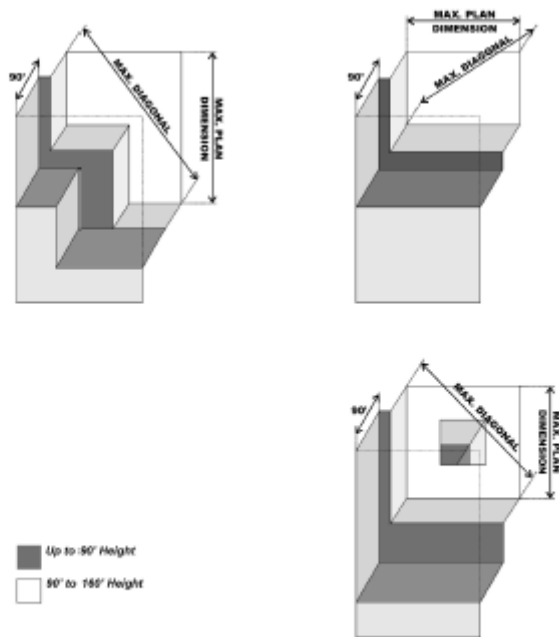 90'
MAX. DIAGONAL
MAX. PLAN
DIMENSION
MAX. PLAN
DIMENSION
90'
MAX. DIAGONAL
90'
MAX. DIAGONAL
MAX. PLAN
DIMENSION
Up to 90' Height
90' to 160' Height